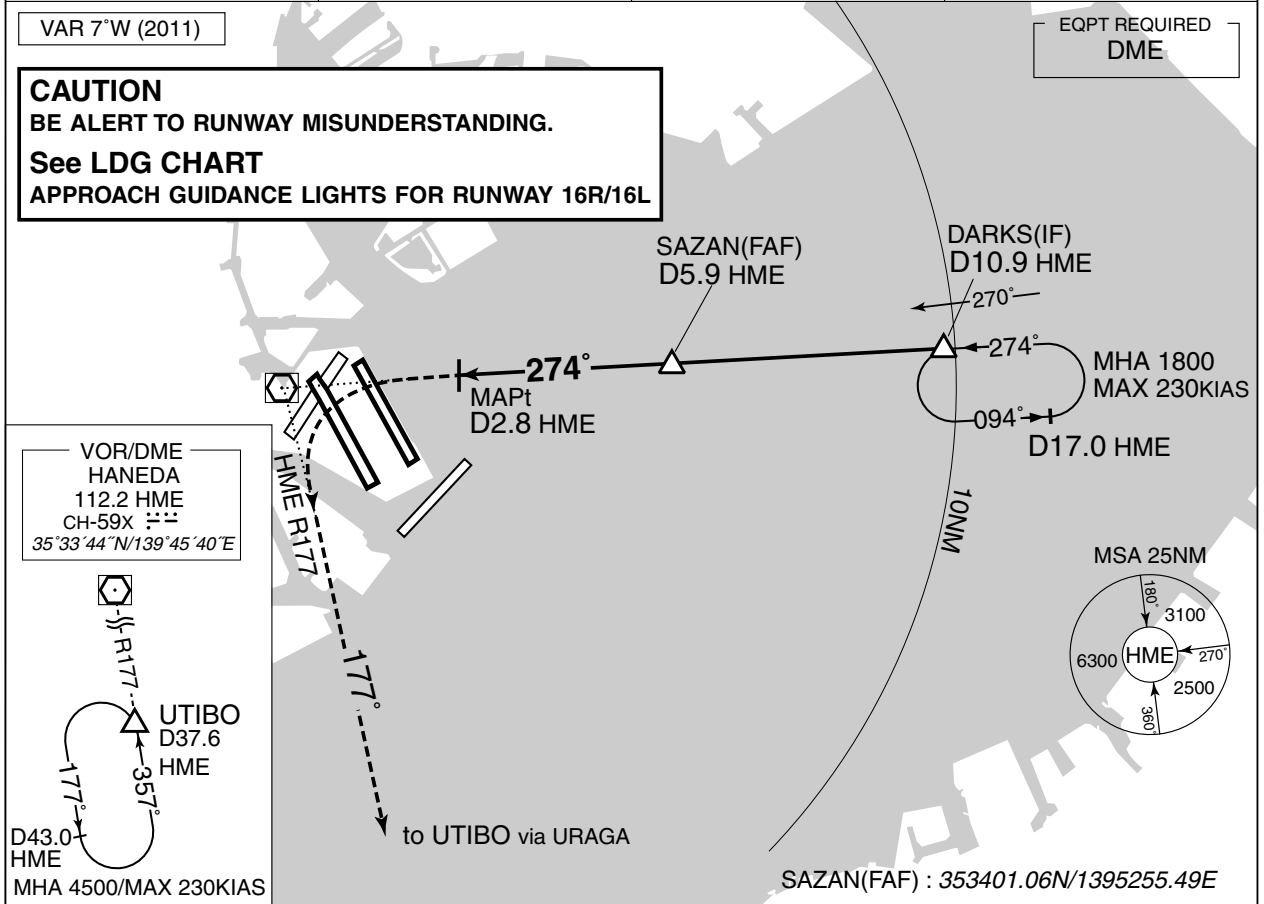 VAR 7°W (2011)
EQPT REQUIRED
DME
CAUTION
BE ALERT TO RUNWAY MISUNDERSTANDING.
See LDG CHART
APPROACH GUIDANCE LIGHTS FOR RUNWAY 16R/16L
SAZAN(FAF)
D5.9 HME
DARKS(IF)
D10.9 HME
270°
274°
274°
MHA 1800
MAX 230KIAS
094°
D17.0 HME
MAPt
D2.8 HME
10NM
HME R177
177°
to UTIBO via URAGA
VOR/DME
HANEDA
112.2 HME
CH-59X
35°33´44˝N/139°45´40˝E
R177
UTIBO
D37.6
HME
177°
357°
D43.0
HME
MHA 4500/MAX 230KIAS
MSA 25NM
180°
3100
6300
HME
270°
2500
360°
SAZAN(FAF) : 353401.06N/1395255.49E